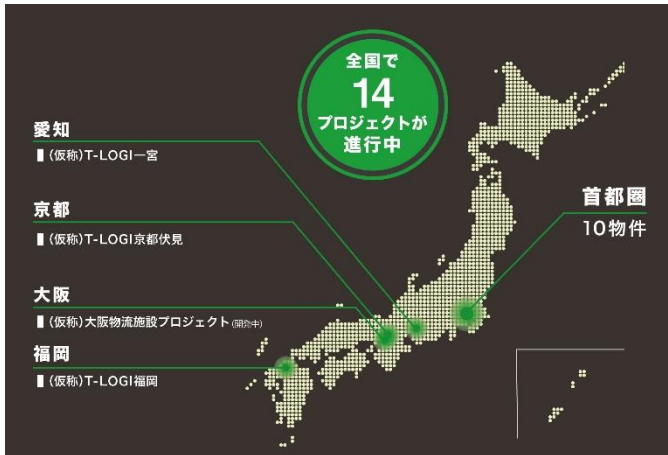 全国で
14
プロジェクトが
進行中
愛知
(仮称)T-LOGI一宮
京都
(仮称)T-LOGI京都伏見
大阪
(仮称)大阪物流施設プロジェクト(開発中)
福岡
(仮称)T-LOGI福岡
首都圏
10物件